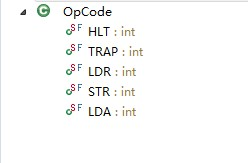 OpCode
HLT : int
TRAP : int
LDR : int
STR : int
LDA : int